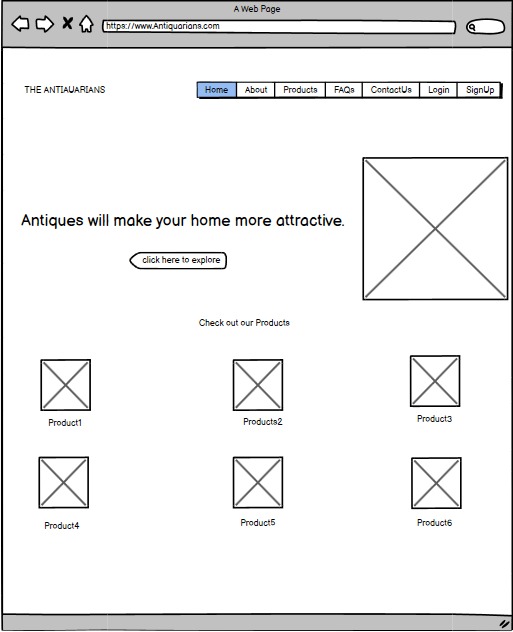 A Web Page
https://www.Antiquarians.com
THE ANTIAUARIANS
Home About Products FAQs ContactUs Login SignUp
Antiques will make your home more attractive.
click here to explore
Check out our Products
Product1 Products2 Product3
Product4 Product5 Product6